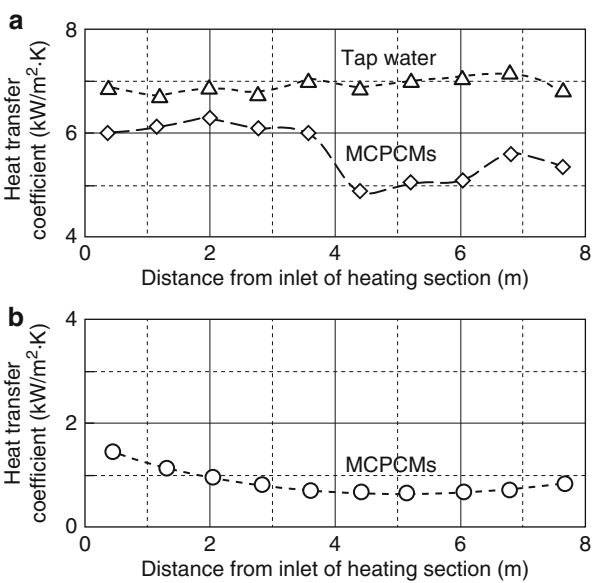 a
Heat transfer
coefficient (kW/m²·K)
8
6
4
Tap water
MCPCMs
0 2 4 6 8
Distance from inlet of heating section (m)
b
Heat transfer
coefficient (kW/m²·K)
4
2
0
MCPCMs
0 2 4 6 8
Distance from inlet of heating section (m)